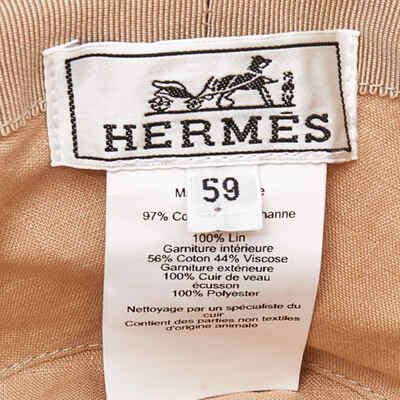 HERMÈS
59
97%
100% Lin
Garniture intérieure
56% Coton 44% Viscose
Garniture extérieure
100% Cuir de veau
écusson
100% Polyester
Nettoyage par un spécialiste du
cuir
Contient des parties non textiles
d'origine animale